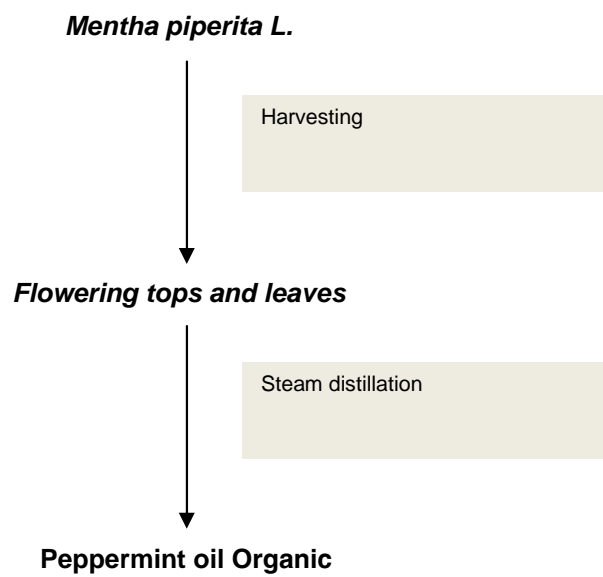 Mentha piperita L.
Harvesting
Flowering tops and leaves
Steam distillation
Peppermint oil Organic